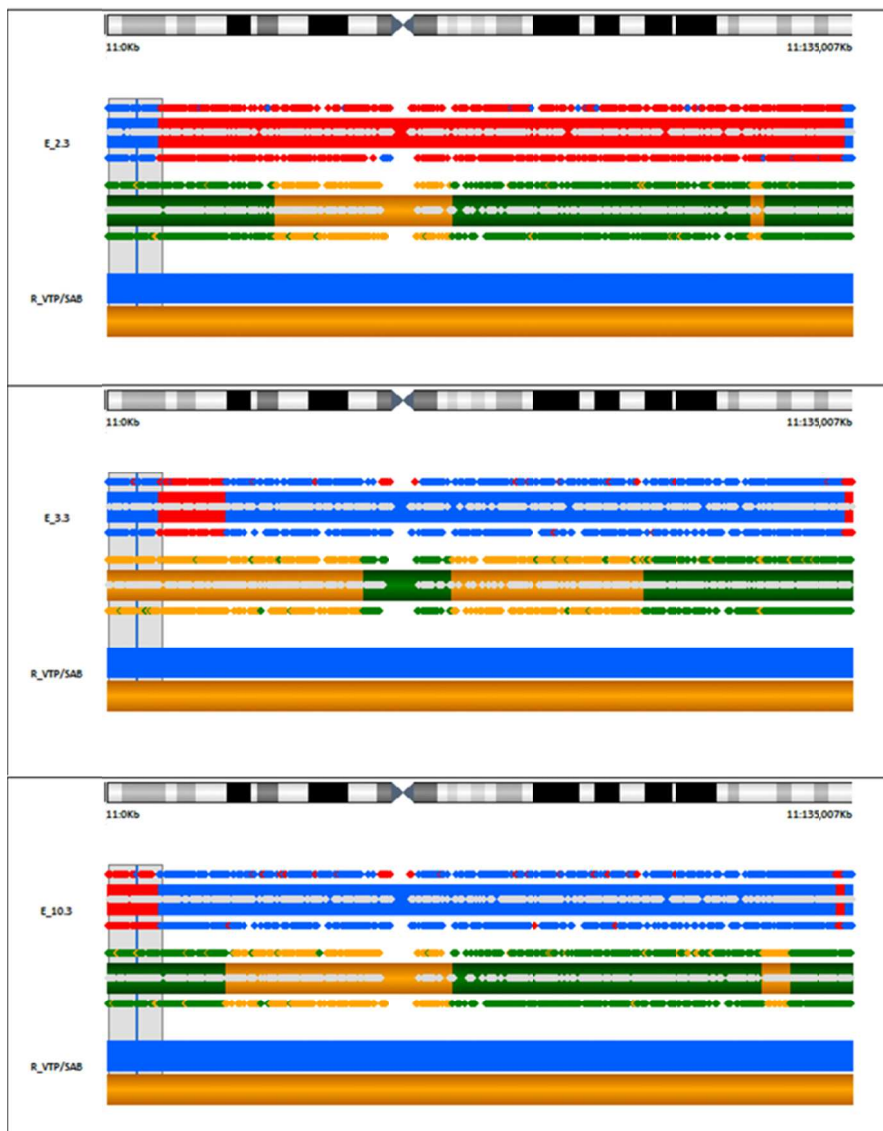 11:0Kb 11:135,007Kb
E_2.3
R_VTP/SAB
11:0Kb 11:135,007Kb
E_3.3
R_VTP/SAB
11:0Kb 11:135,007Kb
E_10.3
R_VTP/SAB